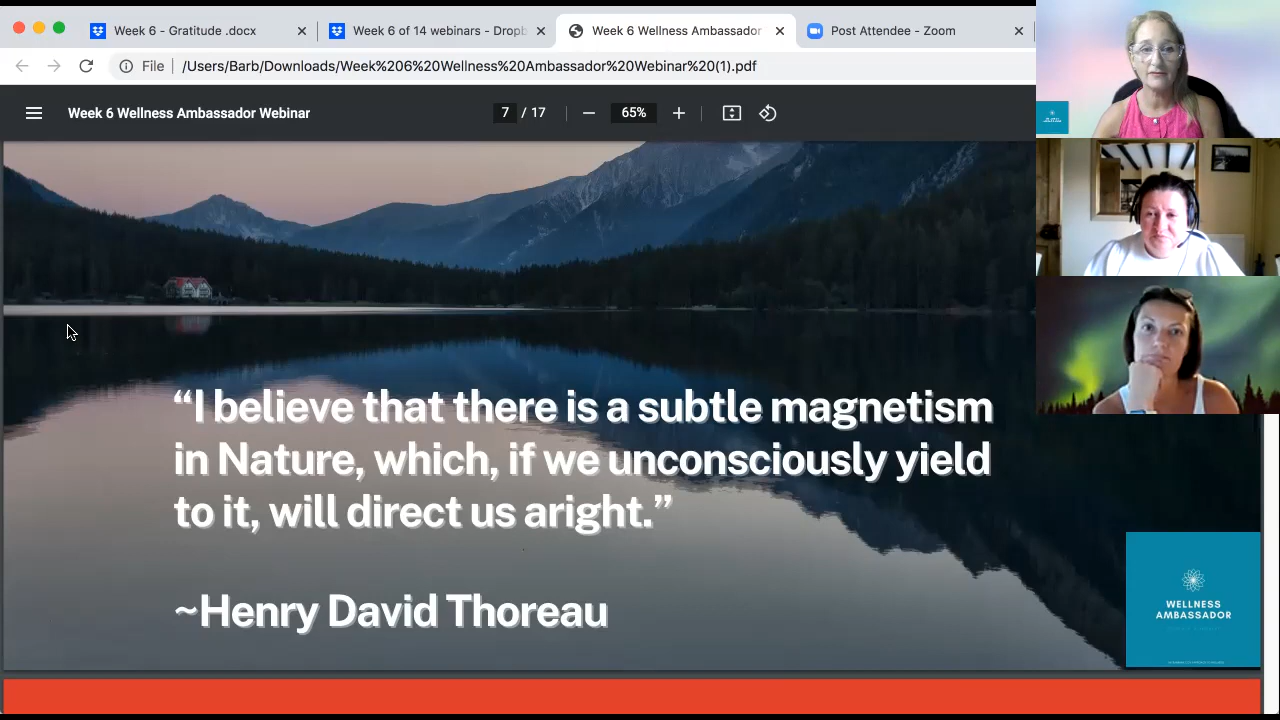 Week 6 - Gratitude .docx
Week 6 of 14 webinars - Dropb
Week 6 Wellness Ambassador
Post Attendee - Zoom
File
/Users/Barb/Downloads/Week%206%20Wellness%20Ambassador%20Webinar%20(1).pdf
Week 6 Wellness Ambassador Webinar
7 / 17
65%
“I believe that there is a subtle magnetism
in Nature, which, if we unconsciously yield
to it, will direct us aright.”
~Henry David Thoreau
WELLNESS
AMBASSADOR